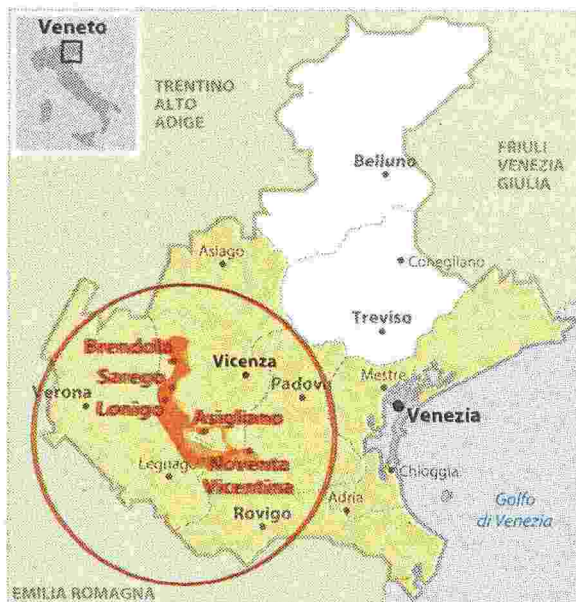 Veneto
TRENTINO
ALTO
ADIGE
FRIULI
VENEZIA
GIULIA
Belluno
Asiago
Conegliano
Treviso
Brendola
Vicenza
Sarego
Padova
Mestre
Verona
Lonigo
Asigliano
Venezia
Legnago
Noventa
Vicentina
Chioggia
Adria
Rovigo
Golfo
di Venezia
EMILIA ROMAGNA